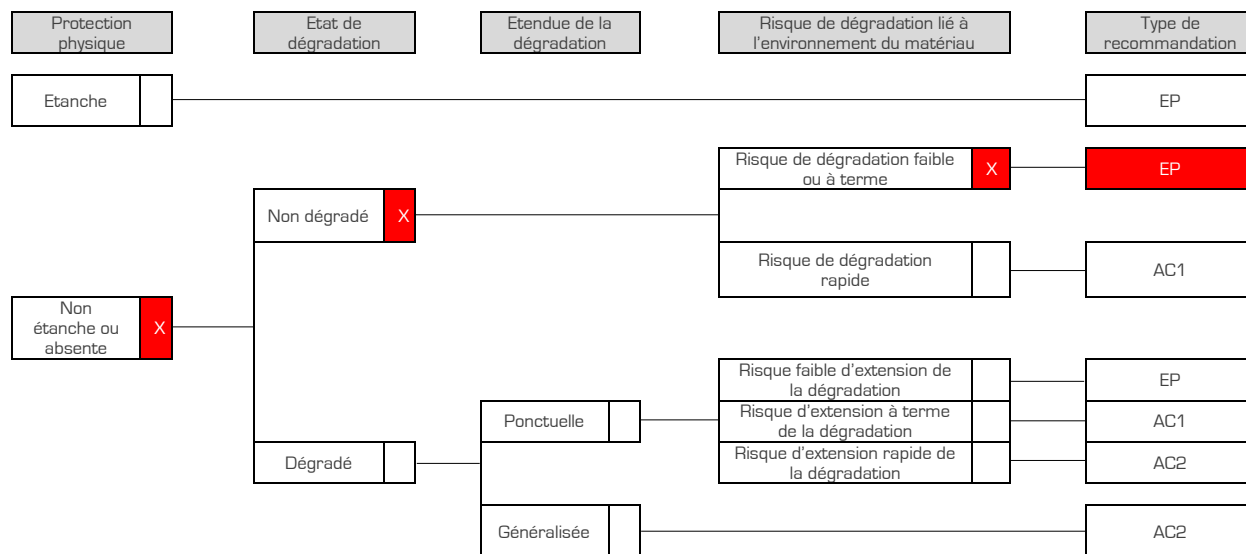 Protection
physique
Etat de
dégradation
Etendue de la
dégradation
Risque de dégradation lié à
l'environnement du matériau
Type de
recommandation
Etanche
EP
Risque de dégradation faible
ou à terme
X
EP
Non dégradé
X
Risque de dégradation
rapide
AC1
Non
étanche ou
absente
X
Risque faible d'extension de
la dégradation
EP
Ponctuelle
Risque d'extension à terme
de la dégradation
AC1
Dégradé
Risque d'extension rapide de
la dégradation
AC2
Généralisée
AC2